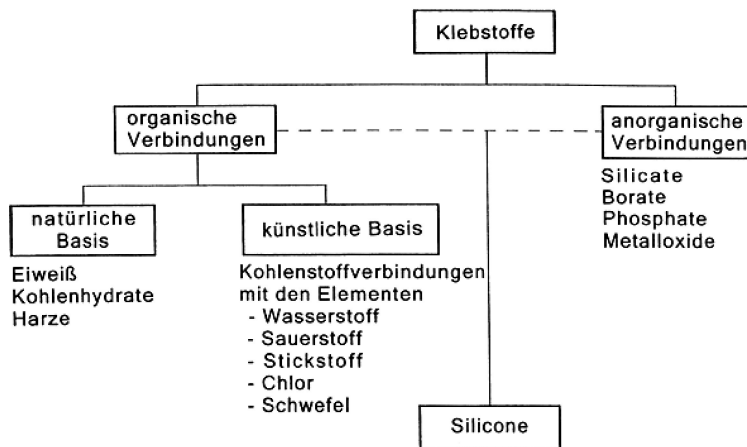 Klebstoffe
organische
Verbindungen
anorganische
Verbindungen
Silicate
Borate
Phosphate
Metalloxide
natürliche
Basis
Eiweiß
Kohlenhydrate
Harze
künstliche Basis
Kohlenstoffverbindungen
mit den Elementen
- Wasserstoff
- Sauerstoff
- Stickstoff
- Chlor
- Schwefel
Silicone